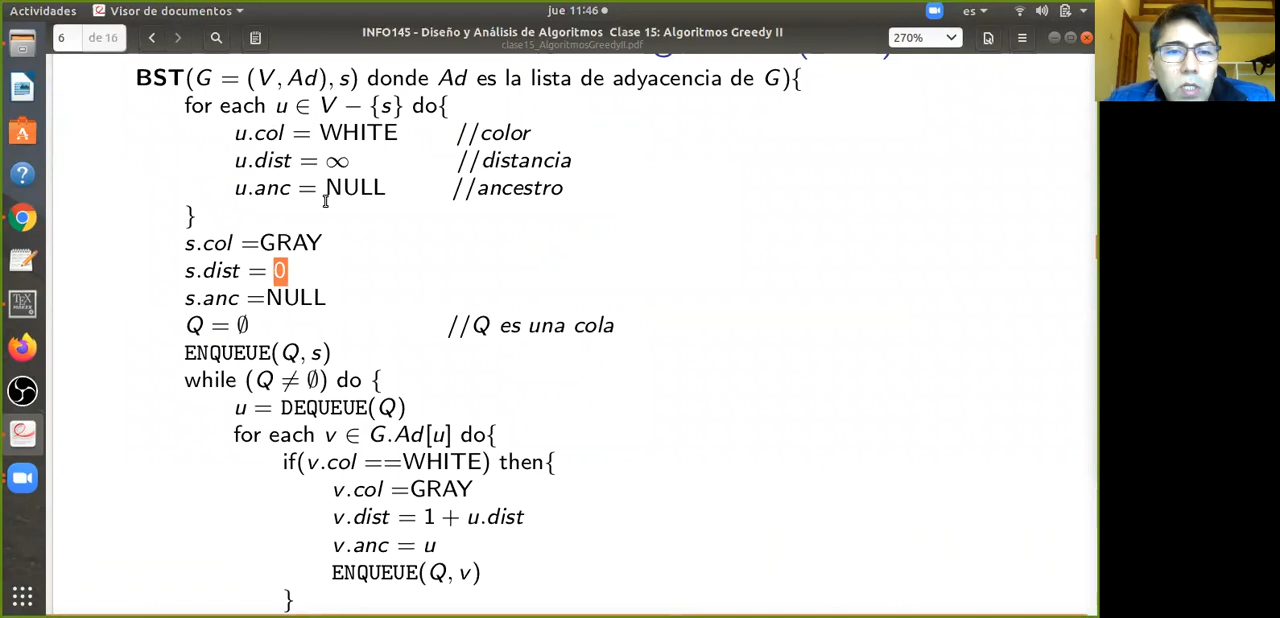 Actividades
Visor de documentos
jue 11:46
es
6
de 16
INFO145 - Diseño y Análisis de Algoritmos Clase 15: Algoritmos Greedy II
clase15_AlgoritmosGreedyII.pdf
270%
BST(G = (V, Ad), s) donde Ad es la lista de adyacencia de G){
for each u ∈ V − {s} do{
u.col = WHITE //color
u.dist = ∞ //distancia
u.anc = NULL //ancestro
}
s.col =GRAY
s.dist = 0
s.anc =NULL
Q = ∅ //Q es una cola
ENQUEUE(Q, s)
while (Q ≠ ∅) do {
u = DEQUEUE(Q)
for each v ∈ G.Ad[u] do{
if(v.col ==WHITE) then{
v.col =GRAY
v.dist = 1 + u.dist
v.anc = u
ENQUEUE(Q, v)
}